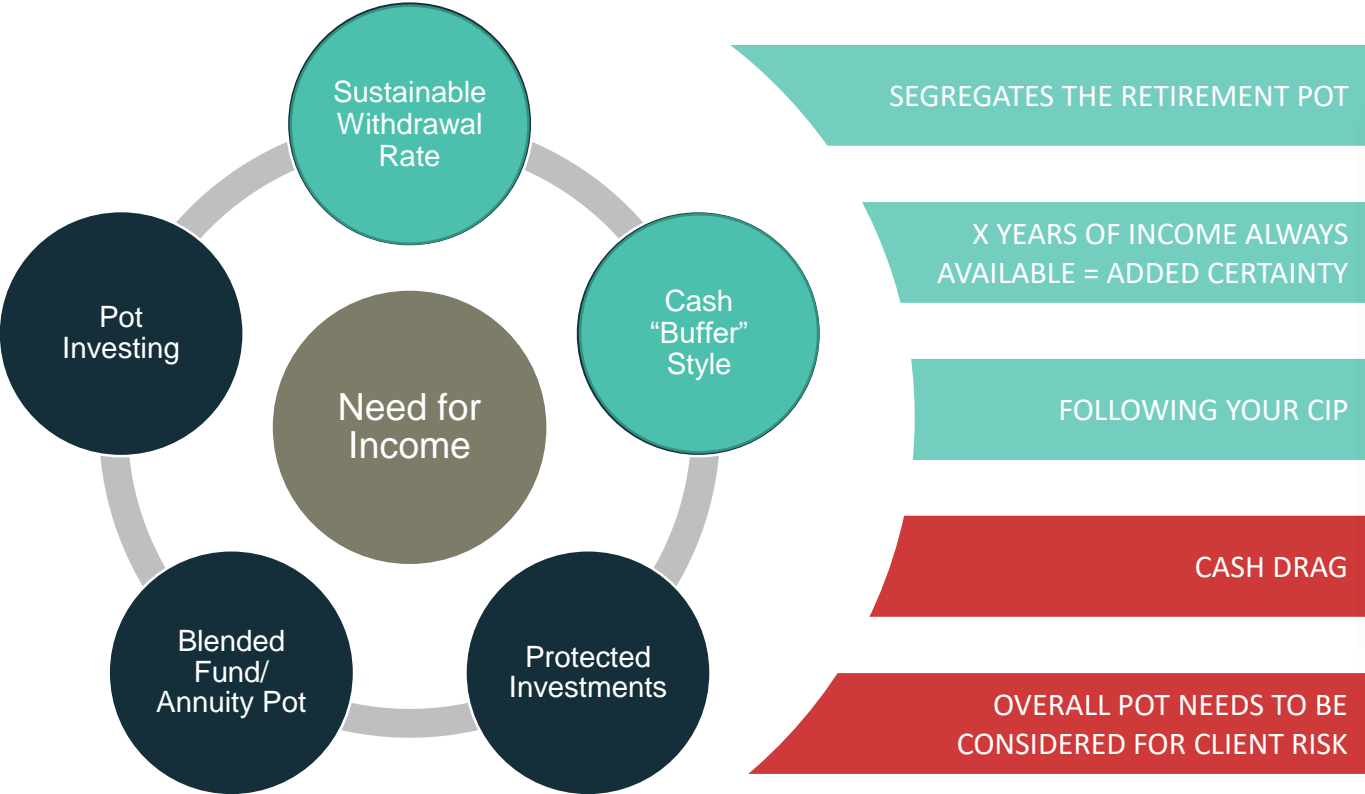 Sustainable
Withdrawal
Rate
Cash
“Buffer”
Style
Protected
Investments
Blended
Fund/
Annuity Pot
Pot
Investing
Need for
Income
SEGREGATES THE RETIREMENT POT
X YEARS OF INCOME ALWAYS
AVAILABLE = ADDED CERTAINTY
FOLLOWING YOUR CIP
CASH DRAG
OVERALL POT NEEDS TO BE
CONSIDERED FOR CLIENT RISK